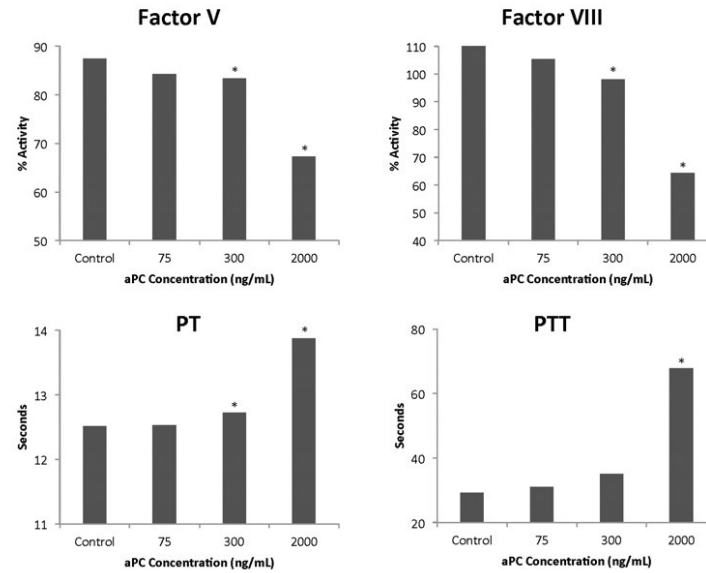 Factor V
% Activity
90
80
70
60
50
*
*
Control 75 300 2000
aPC Concentration (ng/mL)
Factor VIII
% Activity
110
100
90
80
70
60
50
40
*
*
Control 75 300 2000
aPC Concentration (ng/mL)
PT
Seconds
14
13
12
11
*
*
Control 75 300 2000
aPC Concentration (ng/mL)
PTT
Seconds
80
60
40
20
*
Control 75 300 2000
aPC Concentration (ng/mL)